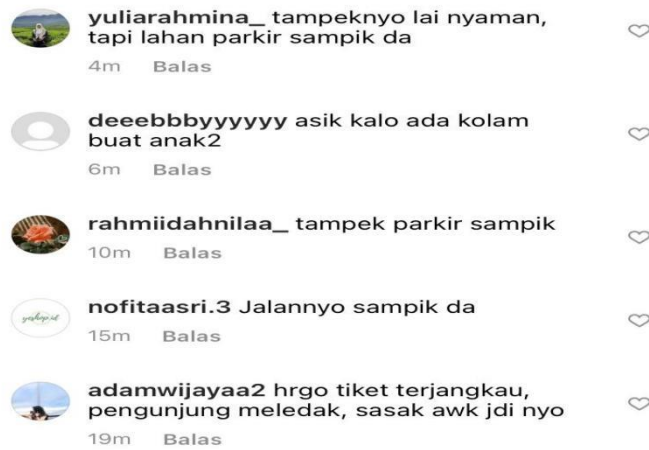 yuliarahmina_ tampeknyo lai nyaman,
tapi lahan parkir sampik da
4m Balas
deeebbbyyyyyy asik kalo ada kolam
buat anak2
6m Balas
rahmiidahnilaa_ tampek parkir sampik
10m Balas
yeshop.id
nofitaasri.3 Jalannyo sampik da
15m Balas
adamwijayaa2 hrgo tiket terjangkau,
pengunjung meledak, sasak awk jdi nyo
19m Balas